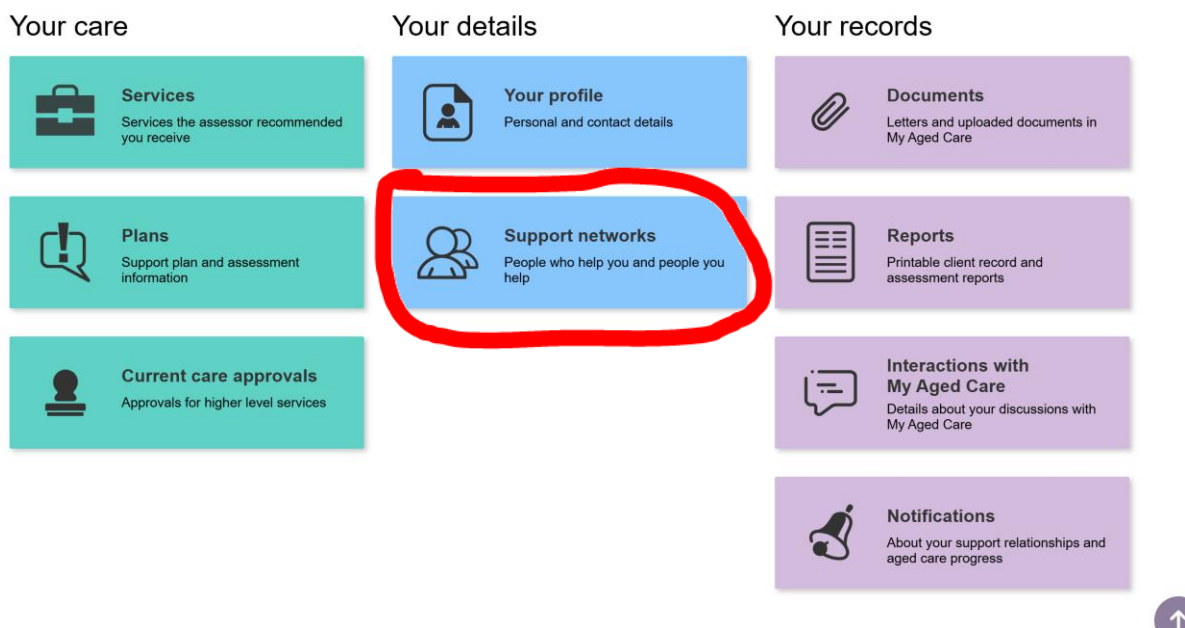 Your care
Services
Services the assessor recommended
you receive
Plans
Support plan and assessment
information
Current care approvals
Approvals for higher level services
Your details
Your profile
Personal and contact details
Support networks
People who help you and people you
help
Your records
Documents
Letters and uploaded documents in
My Aged Care
Reports
Printable client record and
assessment reports
Interactions with
My Aged Care
Details about your discussions with
My Aged Care
Notifications
About your support relationships and
aged care progress